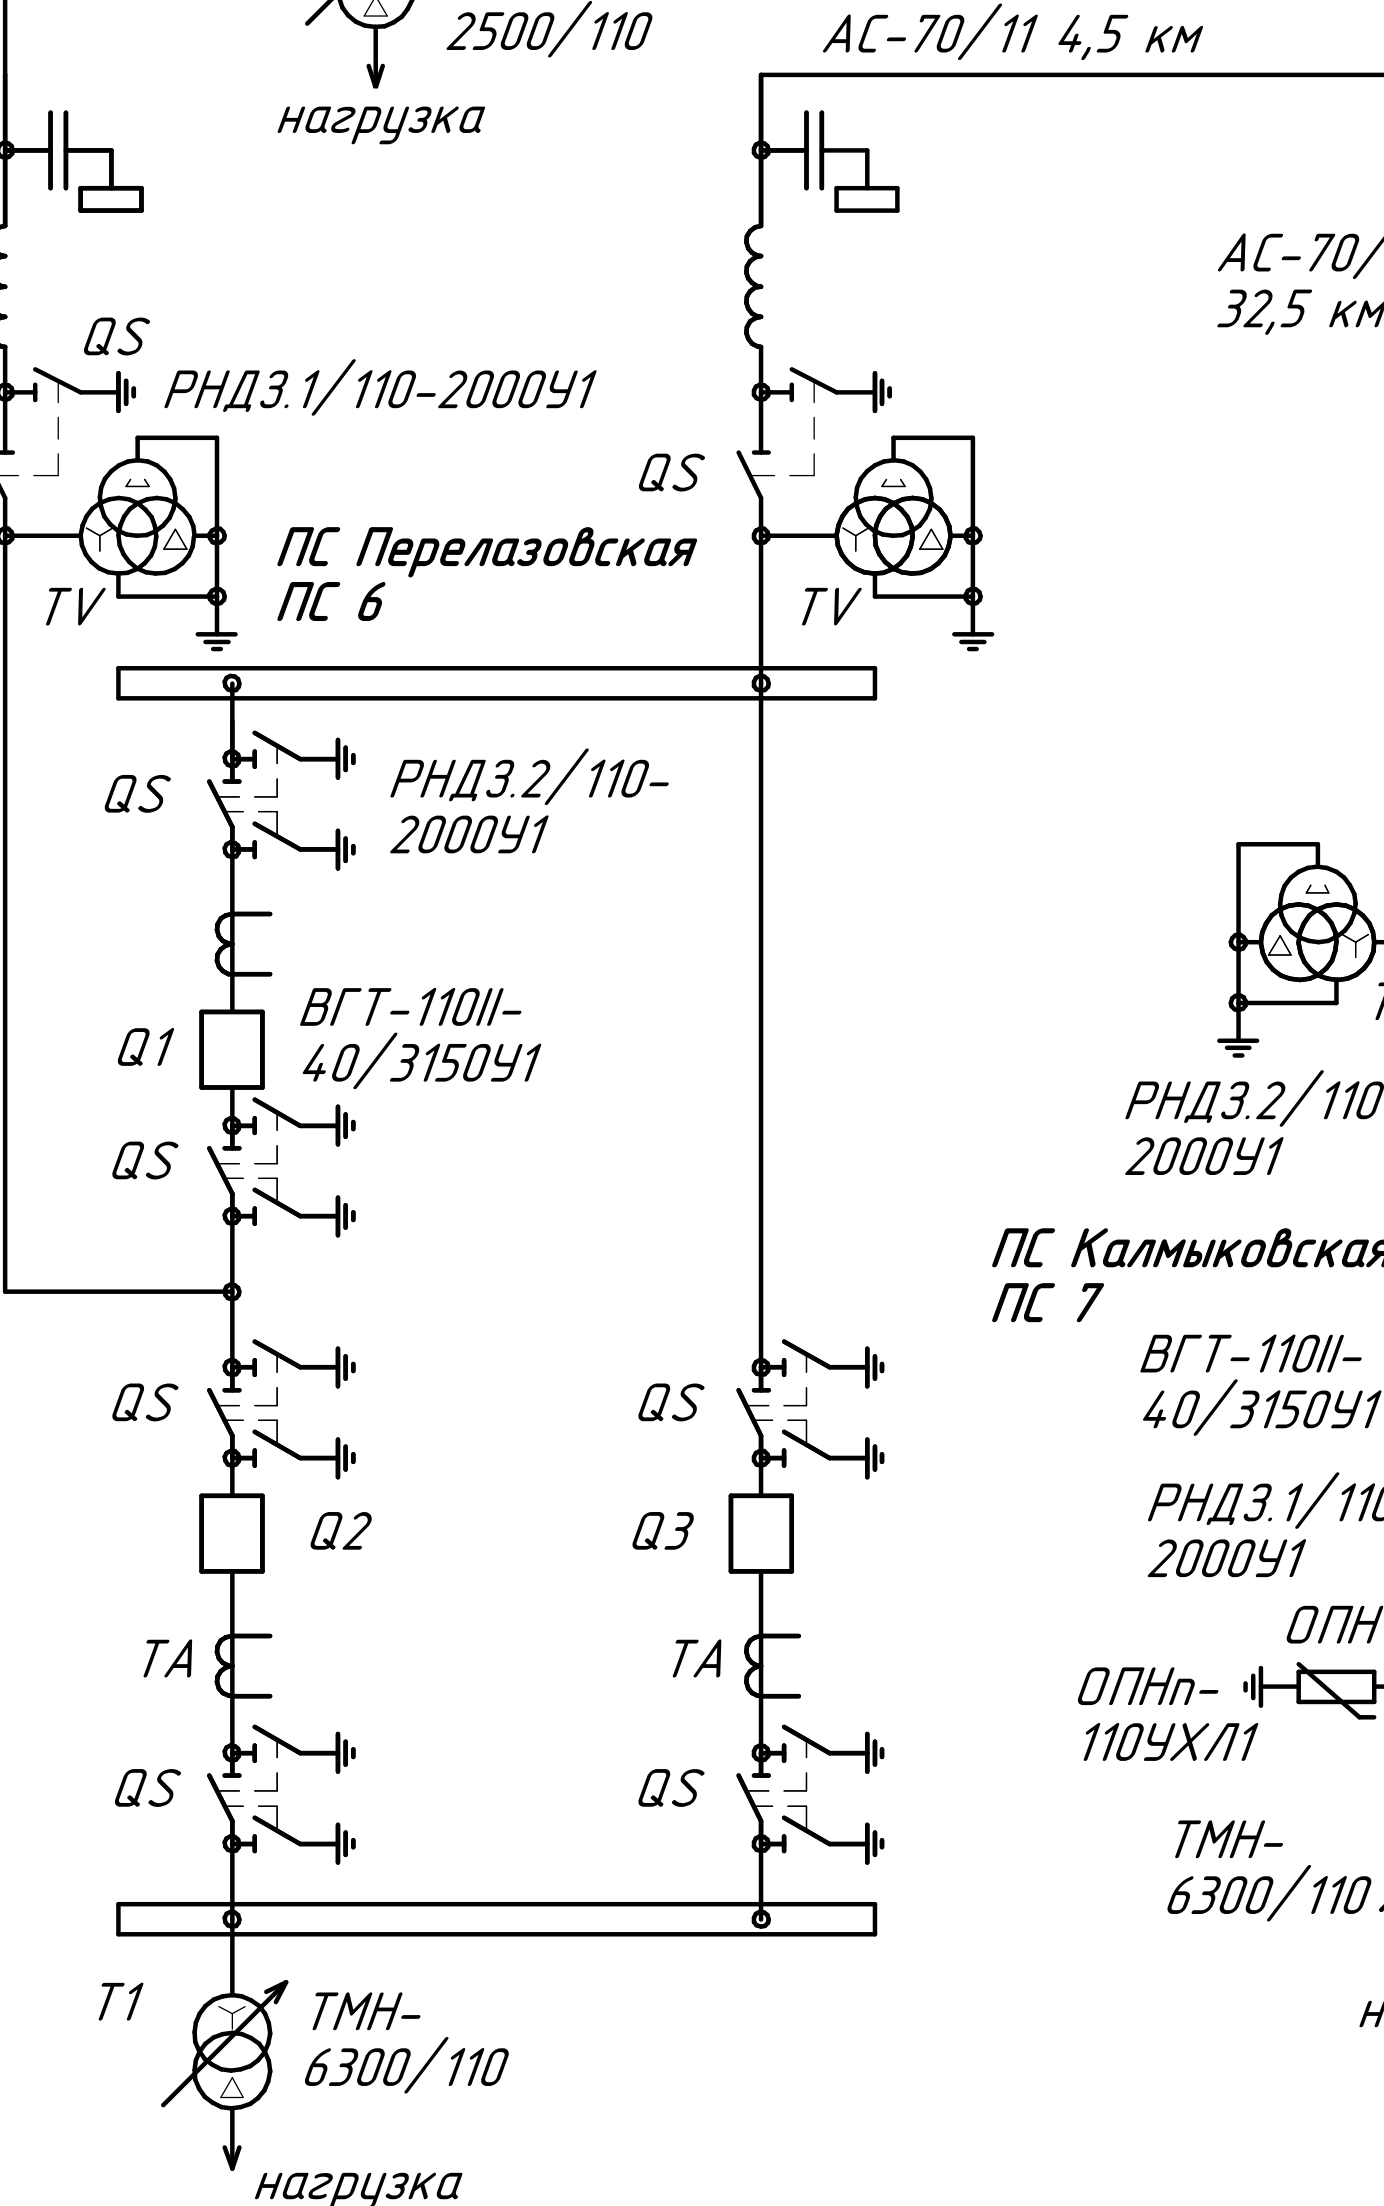 2500/110
нагрузка
АС-70/11 4,5 км
АС-70/
32,5 км
QS
РНДЗ.1/110-2000У1
QS
ПС Перелазовская
ПС 6
TV
TV
QS
РНДЗ.2/110-
2000У1
Q1
ВГТ-110II-
40/3150У1
QS
РНДЗ.2/110
2000У1
ПС Калмыковская
ПС 7
ВГТ-110II-
40/3150У1
QS
QS
Q2
Q3
РНДЗ.1/110
2000У1
ОПН
ОПНп-
110УХЛ1
ТА
ТА
QS
QS
ТМН-
6300/110
Т1
ТМН-
6300/110
нагрузка